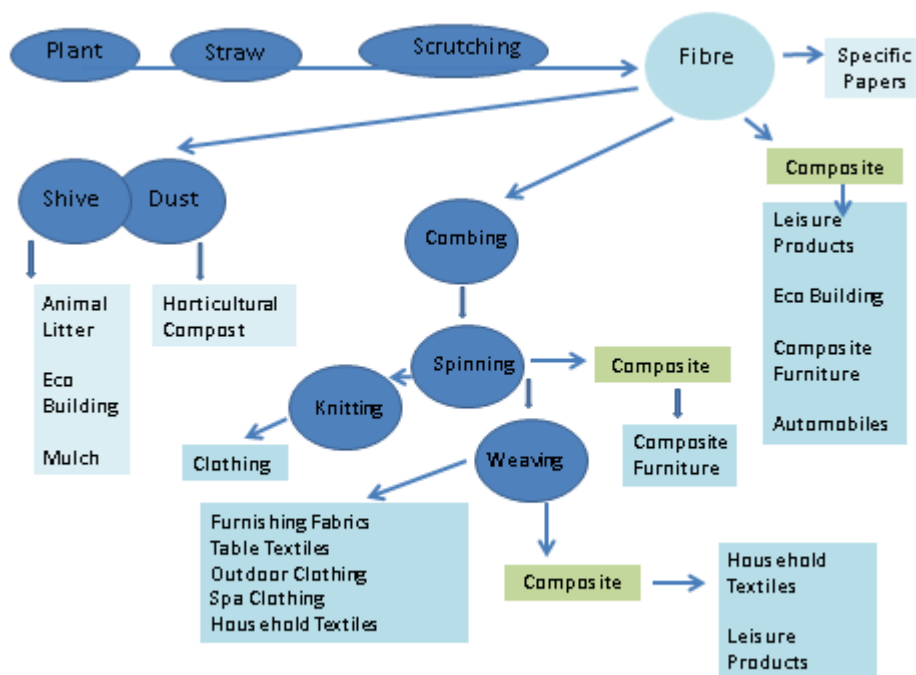 Plant
Straw
Scrutching
Fibre
Specific
Papers
Shive
Dust
Combing
Composite
Leisure
Products
Eco Building
Composite
Furniture
Automobiles
Animal
Litter
Eco
Building
Mulch
Horticultural
Compost
Spinning
Composite
Knitting
Composite
Furniture
Clothing
Weaving
Furnishing Fabrics
Table Textiles
Outdoor Clothing
Spa Clothing
Household Textiles
Composite
Household
Textiles
Leisure
Products